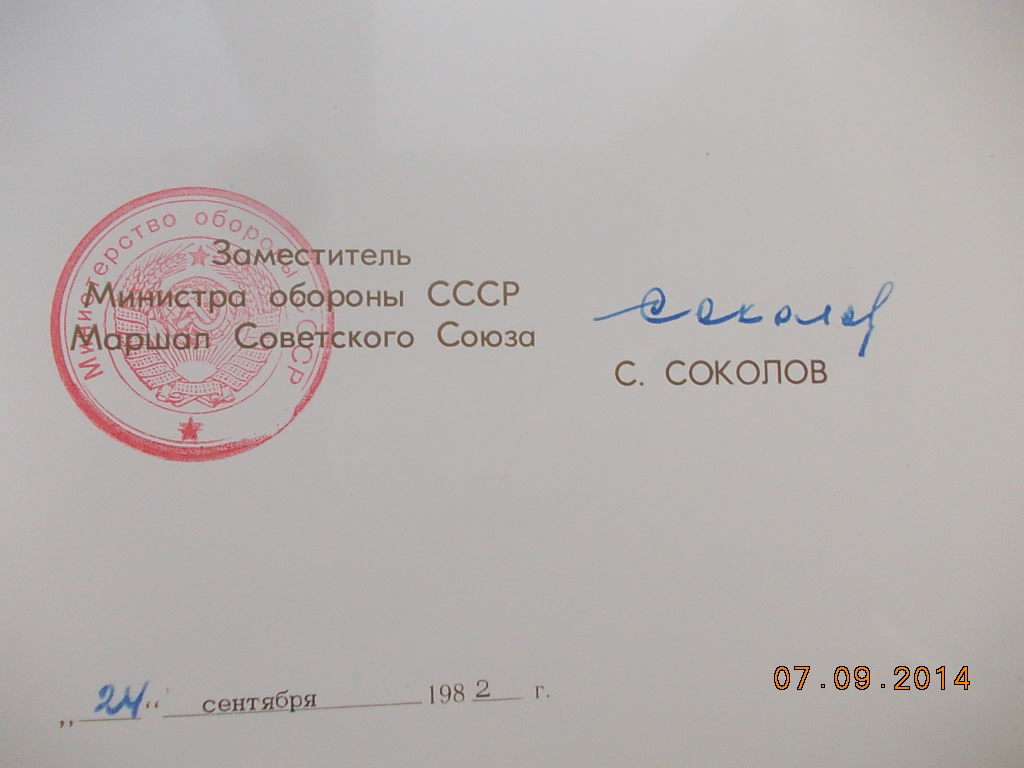 Министерство обороны СССР
Заместитель
Министра обороны СССР
Маршал Советского Союза
Соколов
С. СОКОЛОВ
„ 24 “ сентября 1982 г.
07.09.2014